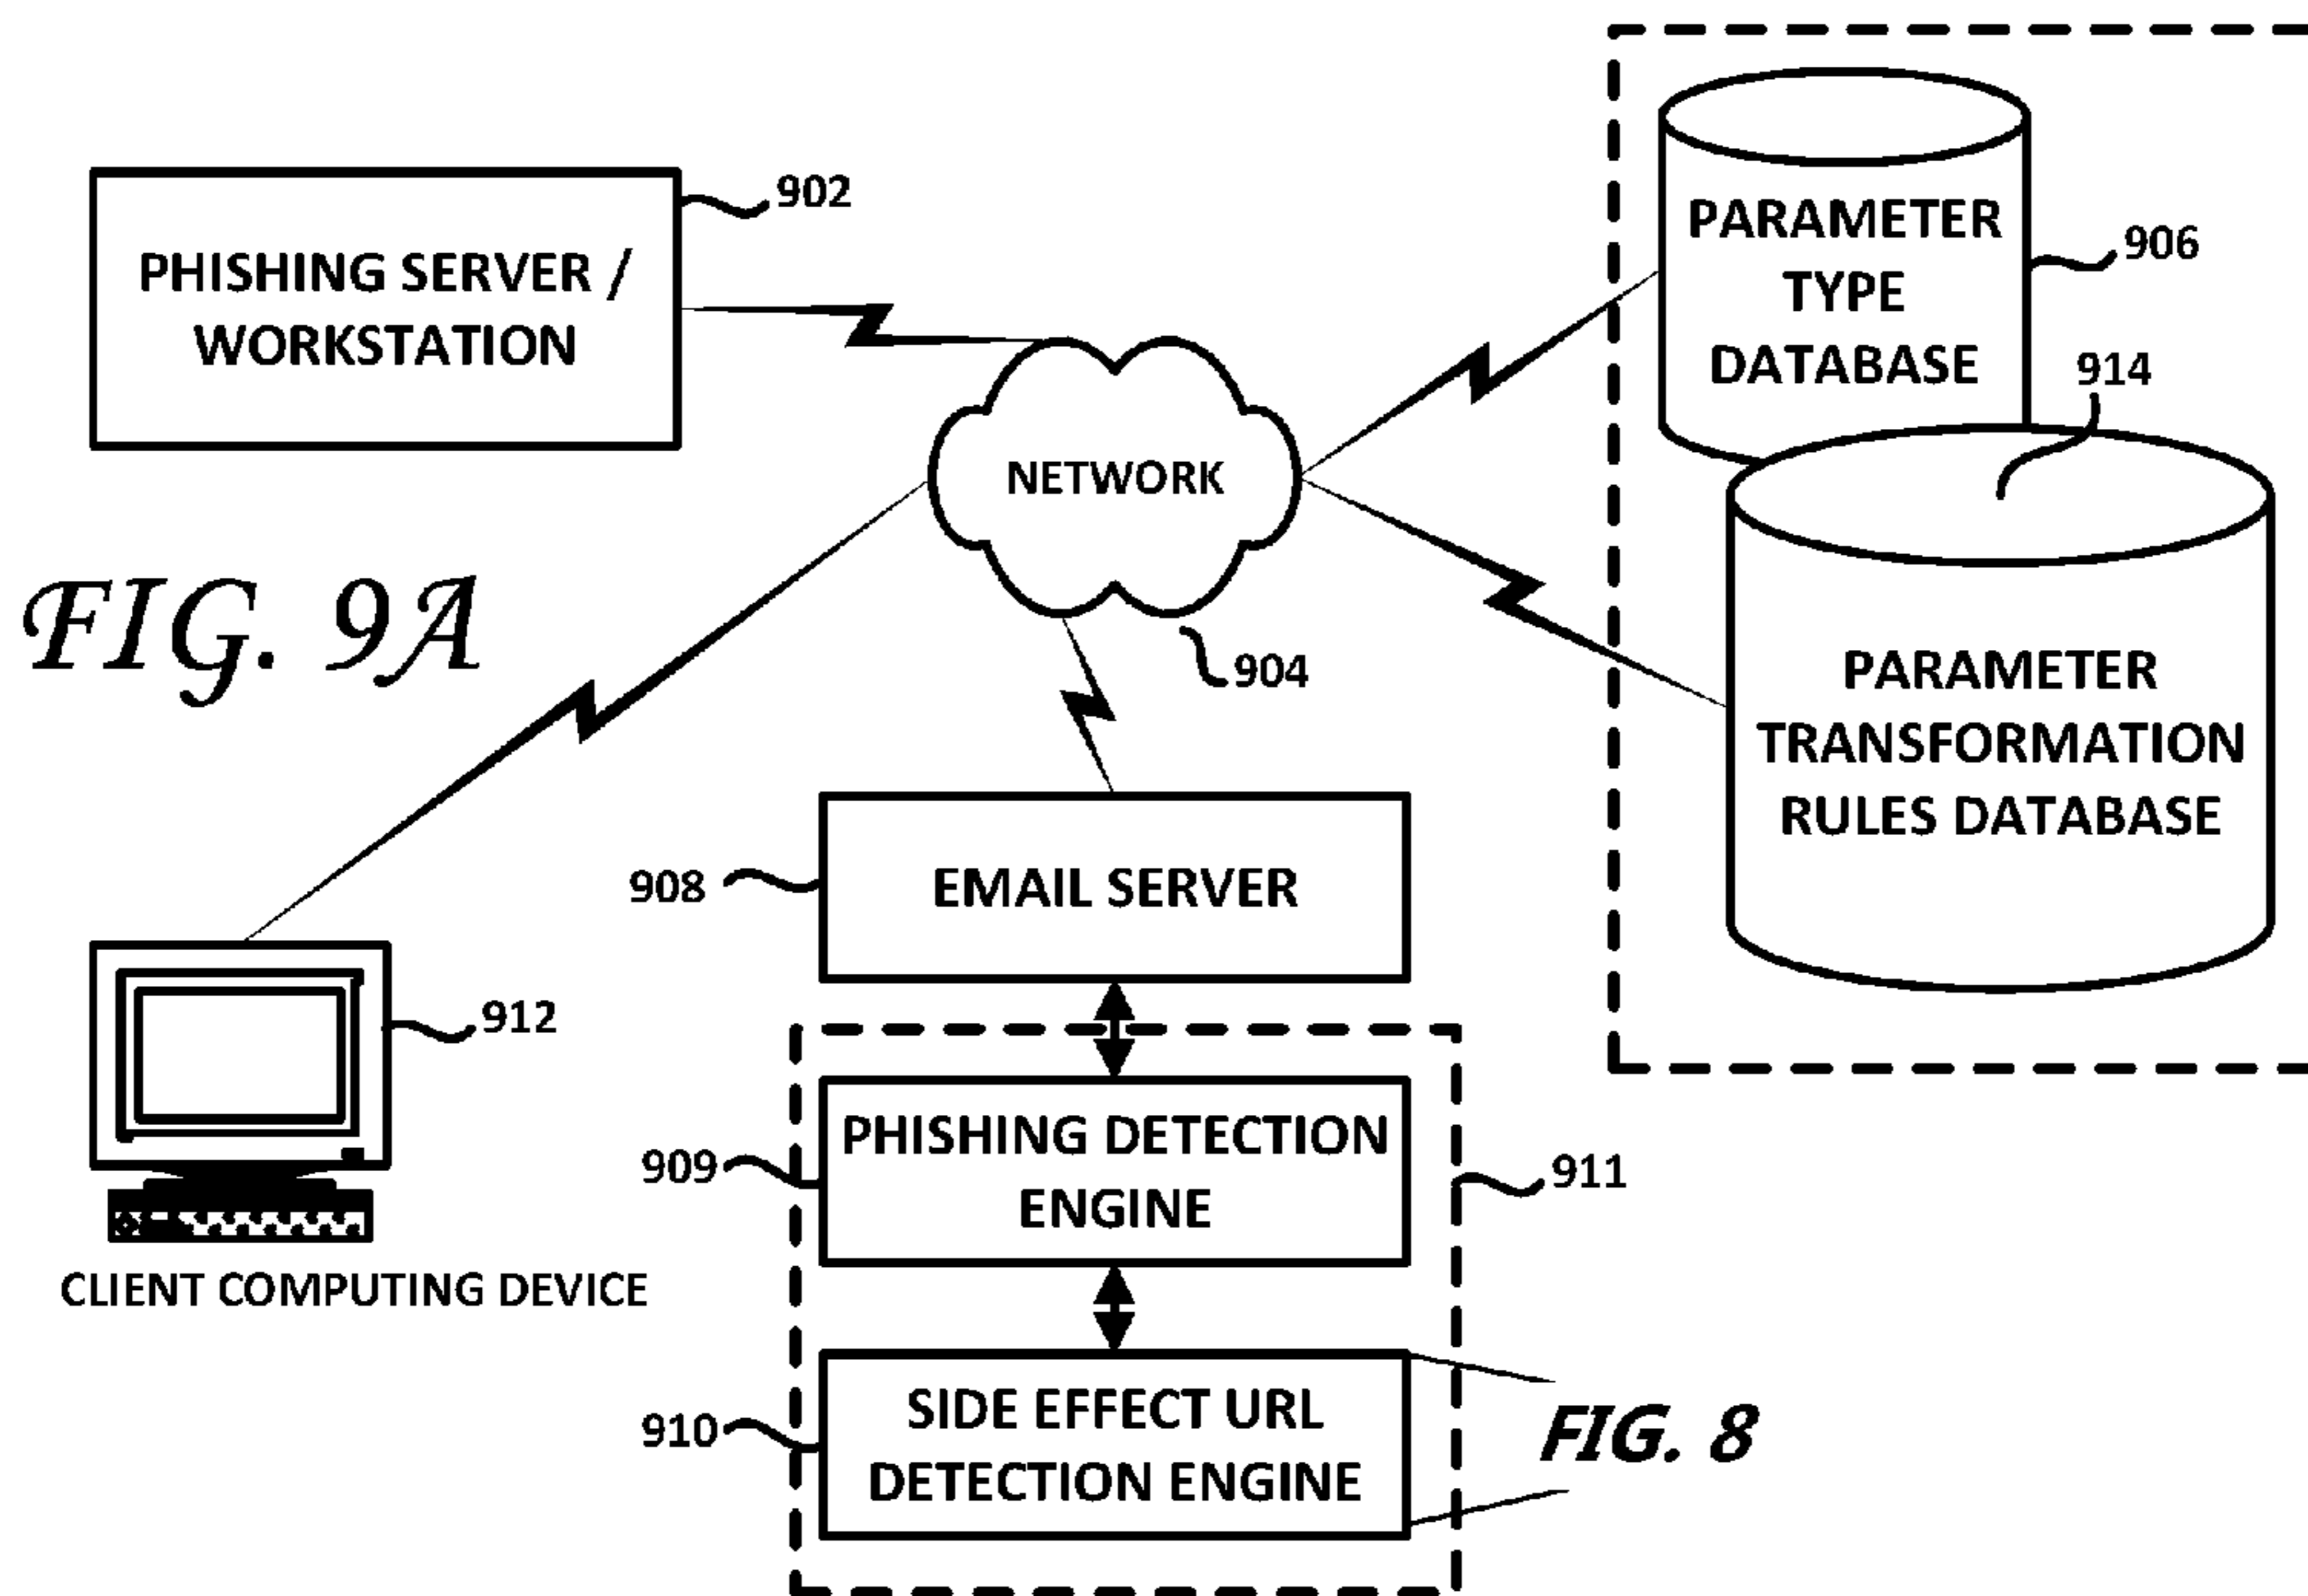 902
PHISHING SERVER /
WORKSTATION
PARAMETER
TYPE
DATABASE
906
914
NETWORK
904
FIG. 9A
PARAMETER
TRANSFORMATION
RULES DATABASE
908
EMAIL SERVER
912
CLIENT COMPUTING DEVICE
909
PHISHING DETECTION
ENGINE
911
910
SIDE EFFECT URL
DETECTION ENGINE
FIG. 8